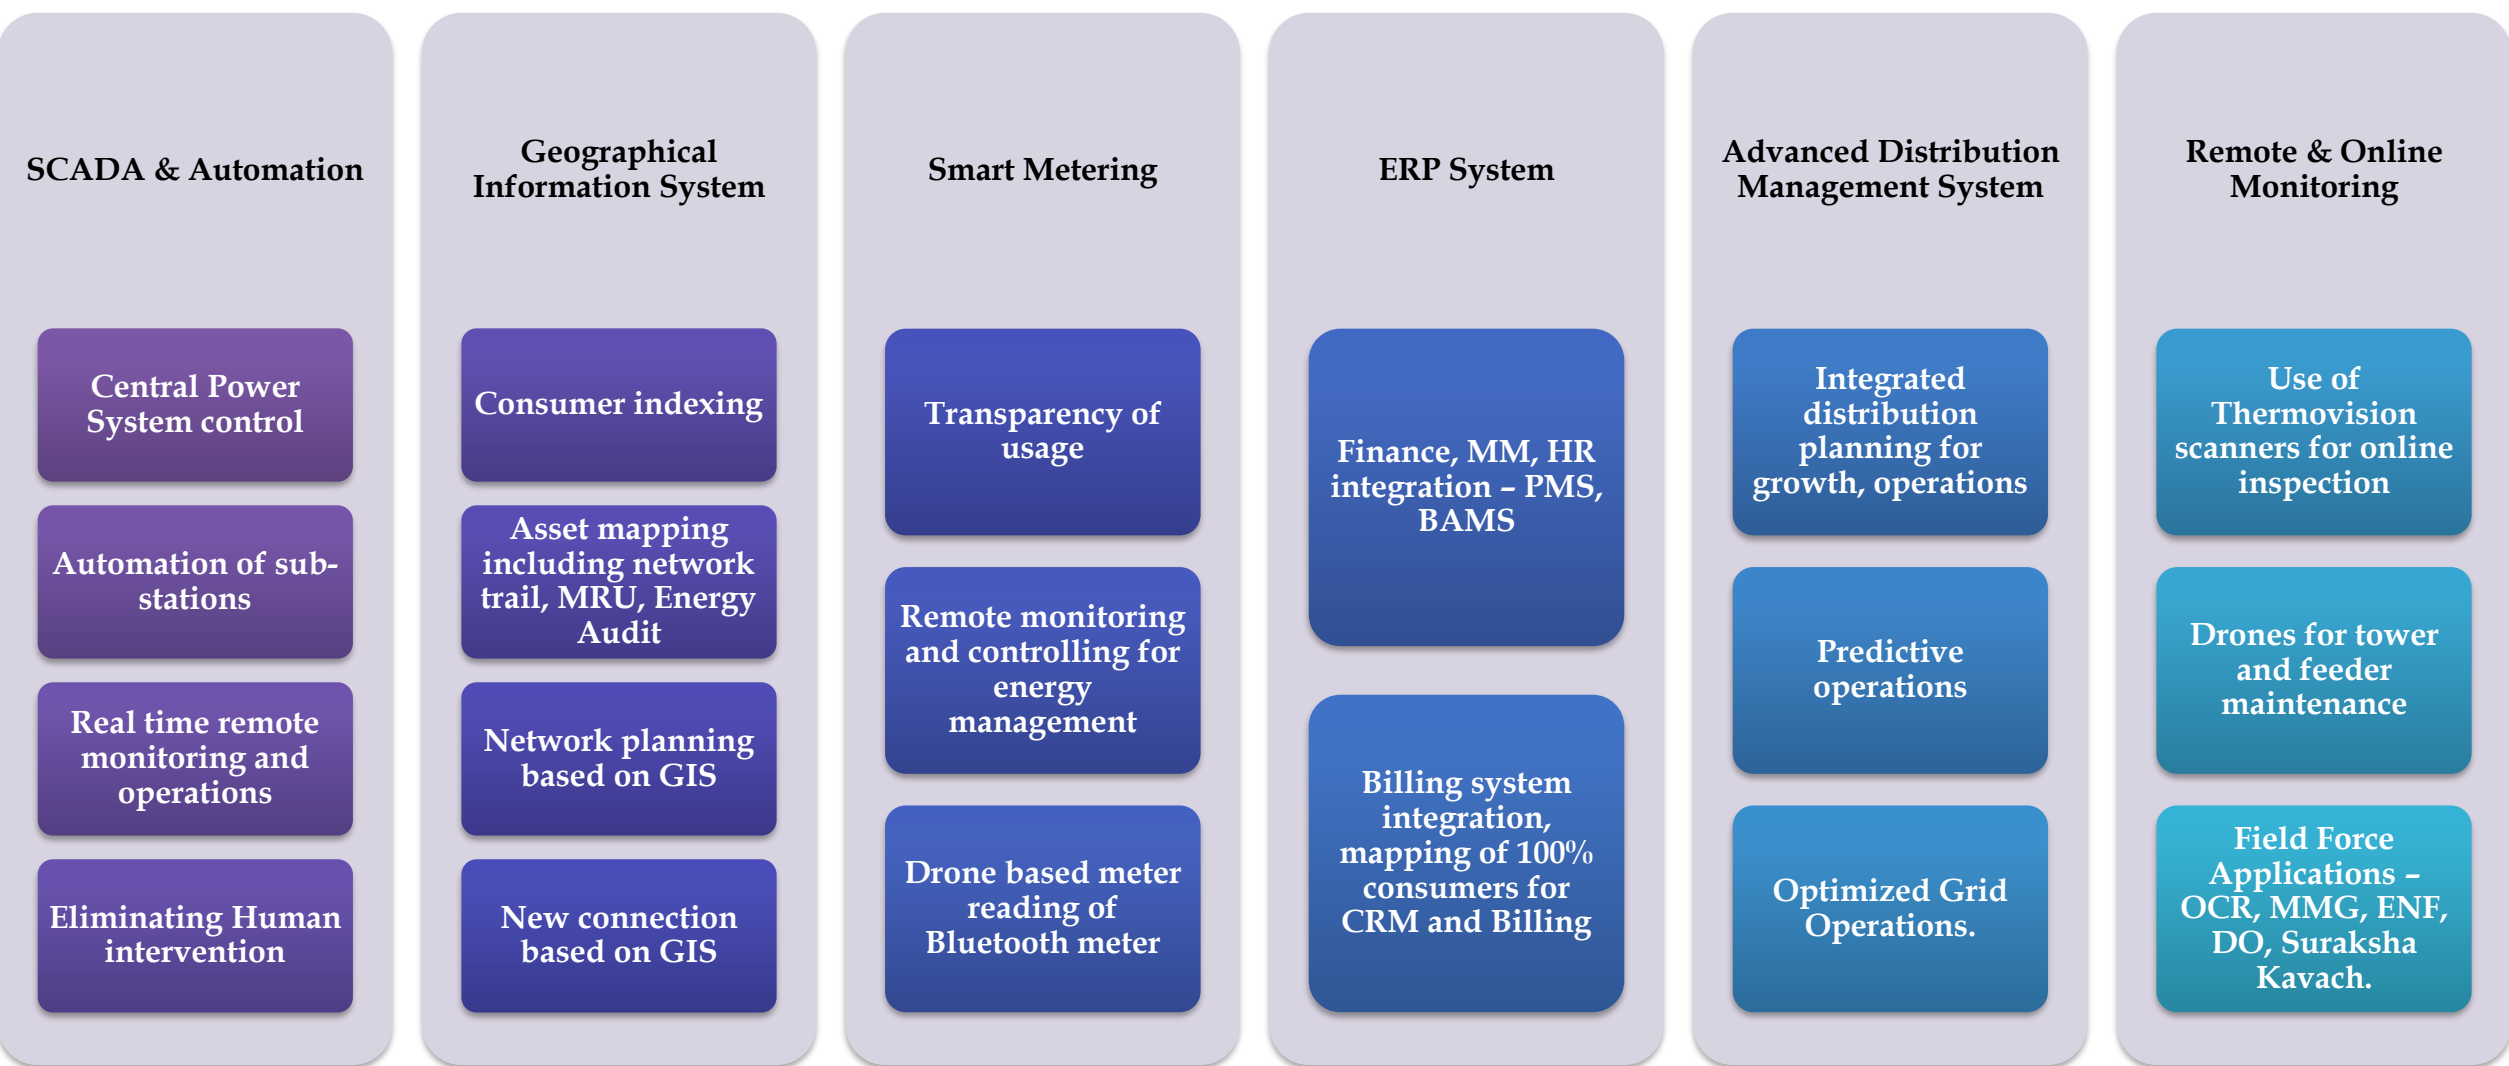 SCADA & Automation
Central Power
System control
Automation of sub-
stations
Real time remote
monitoring and
operations
Eliminating Human
intervention
Geographical
Information System
Consumer indexing
Asset mapping
including network
trail, MRU, Energy
Audit
Network planning
based on GIS
New connection
based on GIS
Smart Metering
Transparency of
usage
Remote monitoring
and controlling for
energy
management
Drone based meter
reading of
Bluetooth meter
ERP System
Finance, MM, HR
integration – PMS,
BAMS
Billing system
integration,
mapping of 100%
consumers for
CRM and Billing
Advanced Distribution
Management System
Integrated
distribution
planning for
growth, operations
Predictive
operations
Optimized Grid
Operations.
Remote & Online
Monitoring
Use of
Thermovision
scanners for online
inspection
Drones for tower
and feeder
maintenance
Field Force
Applications –
OCR, MMG, ENF,
DO, Suraksha
Kavach.